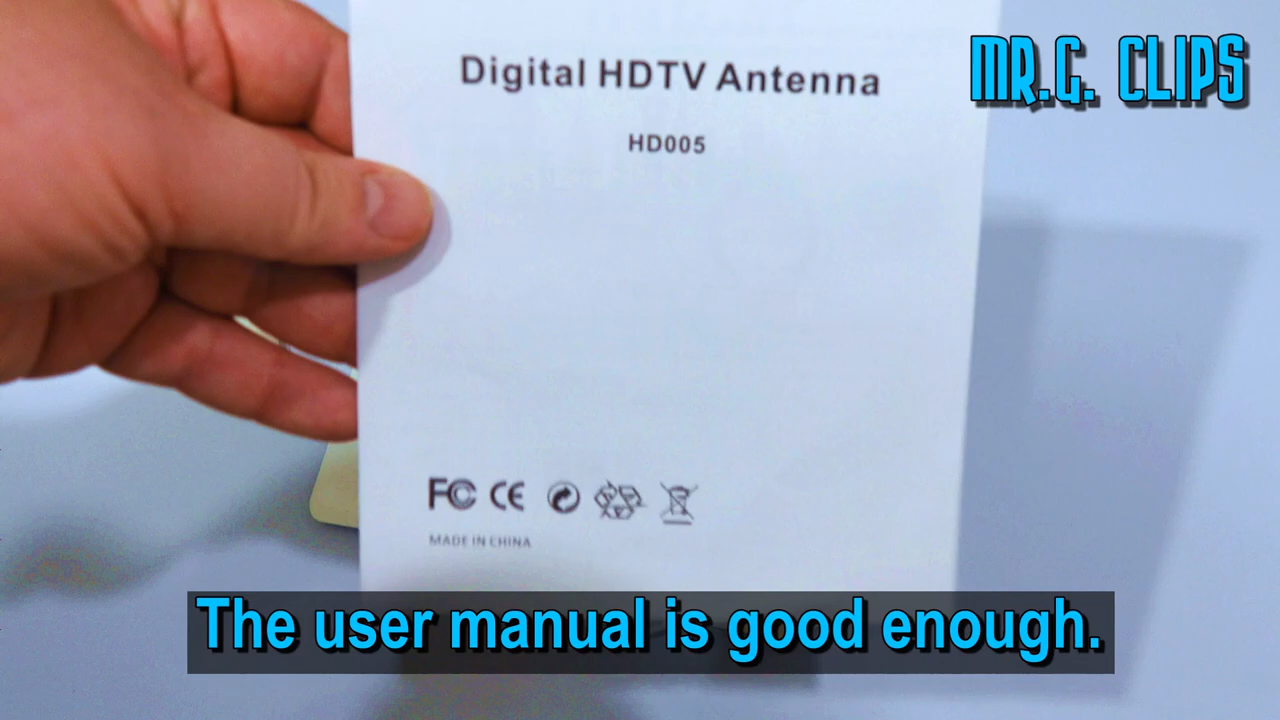 MR.G. CLIPS
Digital HDTV Antenna
HD005
FC CE
MADE IN CHINA
The user manual is good enough.